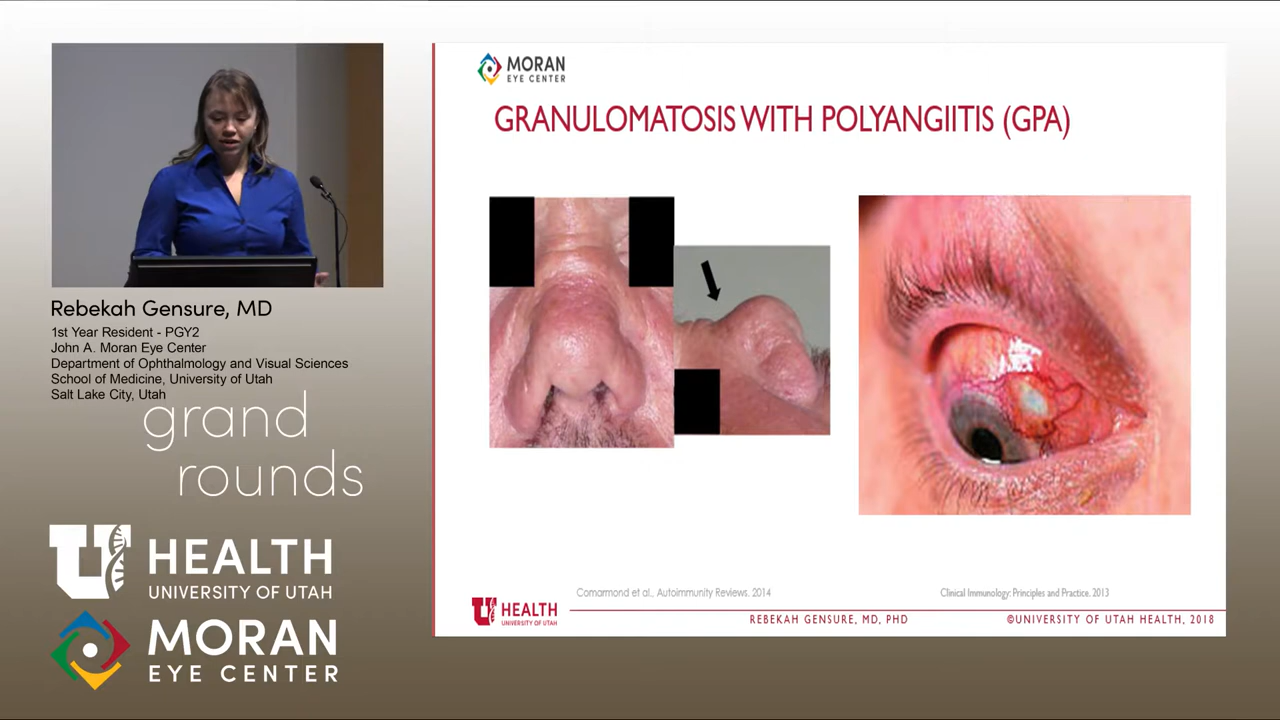 MORAN
EYE CENTER
GRANULOMATOSIS WITH POLYANGIITIS (GPA)
Rebekah Gensure, MD
1st Year Resident - PGY2
John A. Moran Eye Center
Department of Ophthalmology and Visual Sciences
School of Medicine, University of Utah
Salt Lake City, Utah
grand
rounds
U HEALTH
UNIVERSITY OF UTAH
MORAN
EYE CENTER
Comarmond et al., Autoimmunity Reviews, 2014
Clinical Immunology: Principles and Practice. 2013
U HEALTH
UNIVERSITY OF UTAH
REBEKAH GENSURE, MD, PHD
©UNIVERSITY OF UTAH HEALTH, 2018